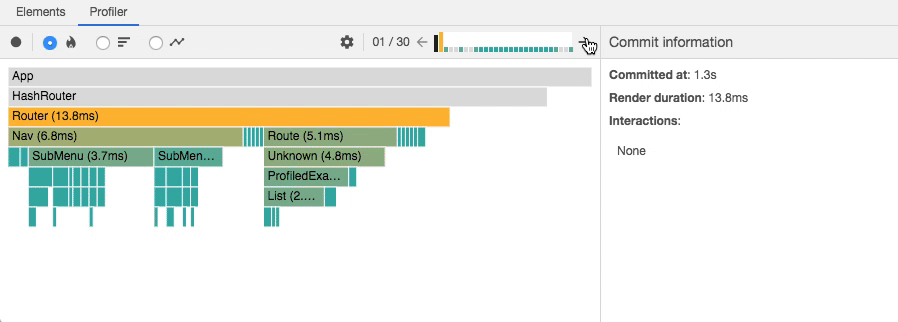 Elements Profiler
01 / 30
Commit information
App
Committed at: 1.3s
HashRouter
Render duration: 13.8ms
Router (13.8ms)
Interactions:
Nav (6.8ms) Route (5.1ms)
None
SubMenu (3.7ms) SubMen... Unknown (4.8ms)
ProfiledExa...
List (2....